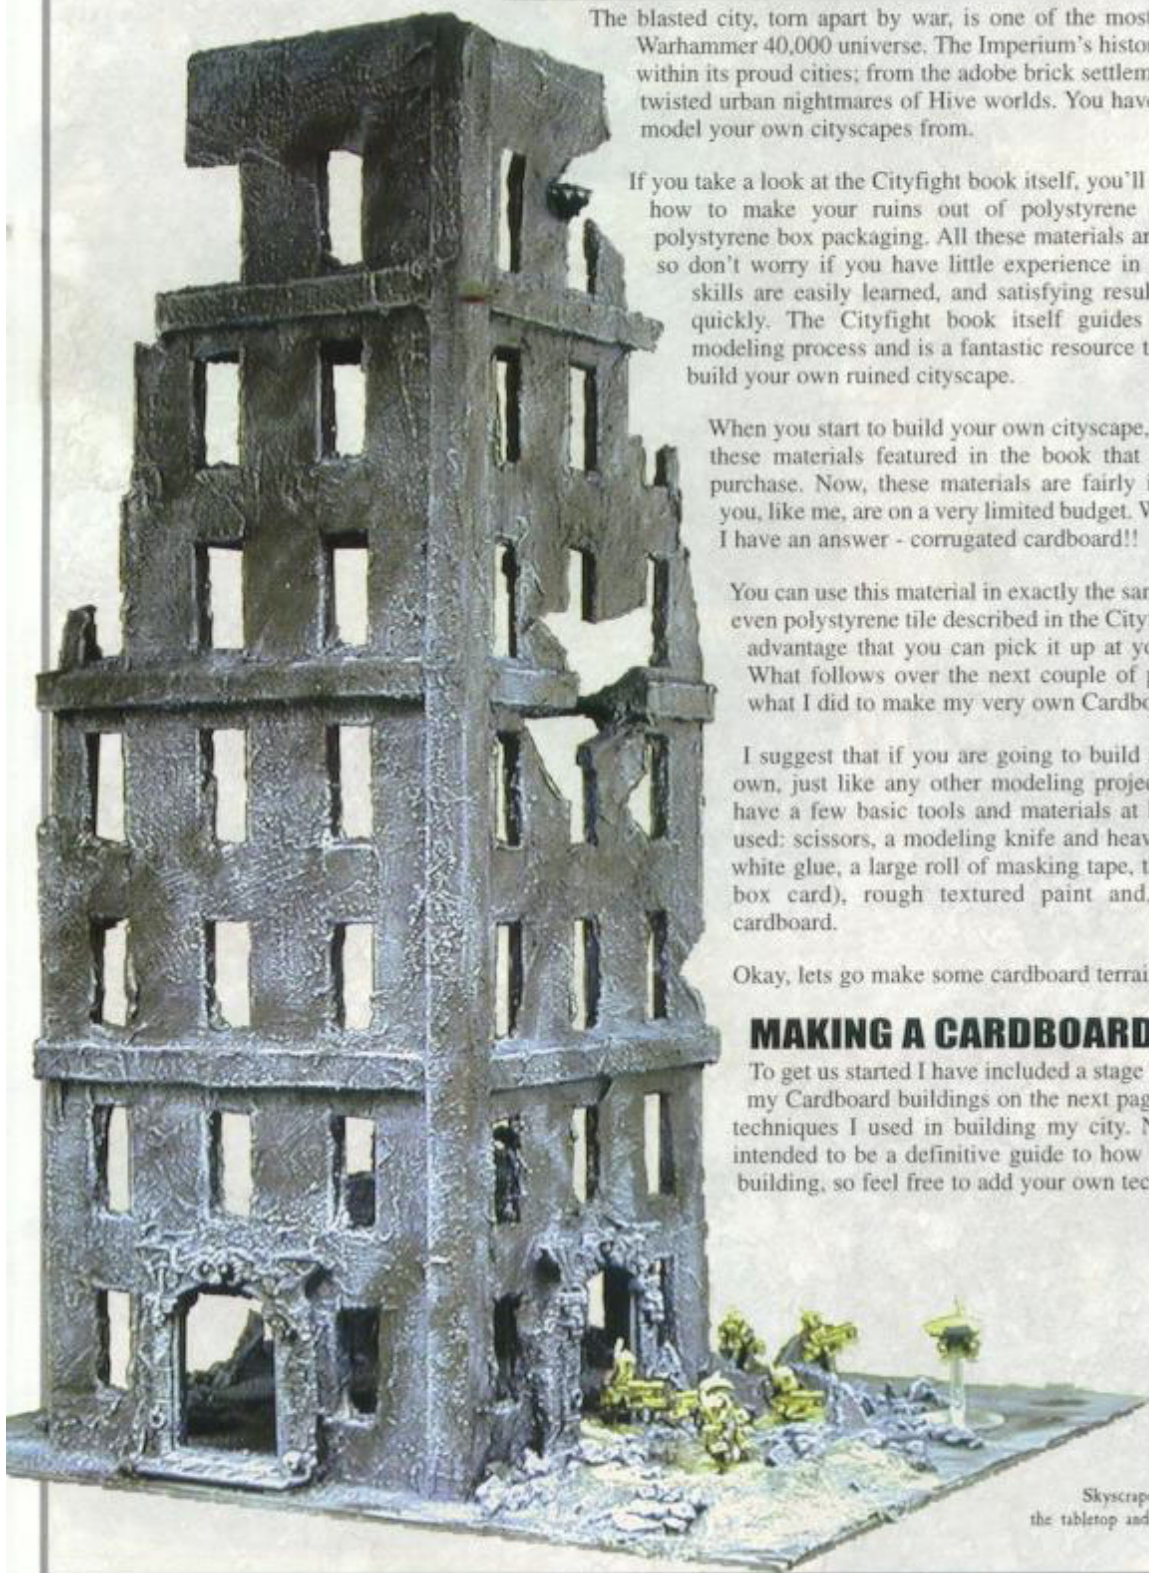 The blasted city, torn apart by war, is one of the most
Warhammer 40,000 universe. The Imperium's histo
within its proud cities; from the adobe brick settlem
twisted urban nightmares of Hive worlds. You have
model your own cityscapes from.
If you take a look at the Cityfight book itself, you'll
how to make your ruins out of polystyrene
polystyrene box packaging. All these materials ar
so don't worry if you have little experience in
skills are easily learned, and satisfying resul
quickly. The Cityfight book itself guides
modeling process and is a fantastic resource t
build your own ruined cityscape.
When you start to build your own cityscape,
these materials featured in the book that
purchase. Now, these materials are fairly i
you, like me, are on a very limited budget. W
I have an answer - corrugated cardboard!!
You can use this material in exactly the sam
even polystyrene tile described in the City
advantage that you can pick it up at yo
What follows over the next couple of p
what I did to make my very own Cardbo
I suggest that if you are going to build
own, just like any other modeling projec
have a few basic tools and materials at
used: scissors, a modeling knife and heav
white glue, a large roll of masking tape, t
box card), rough textured paint and,
cardboard.
Okay, lets go make some cardboard terrai
MAKING A CARDBOARD
To get us started I have included a stage
my Cardboard buildings on the next pag
techniques I used in building my city. N
intended to be a definitive guide to how
building, so feel free to add your own tec
Skyscrap
the tabletop and